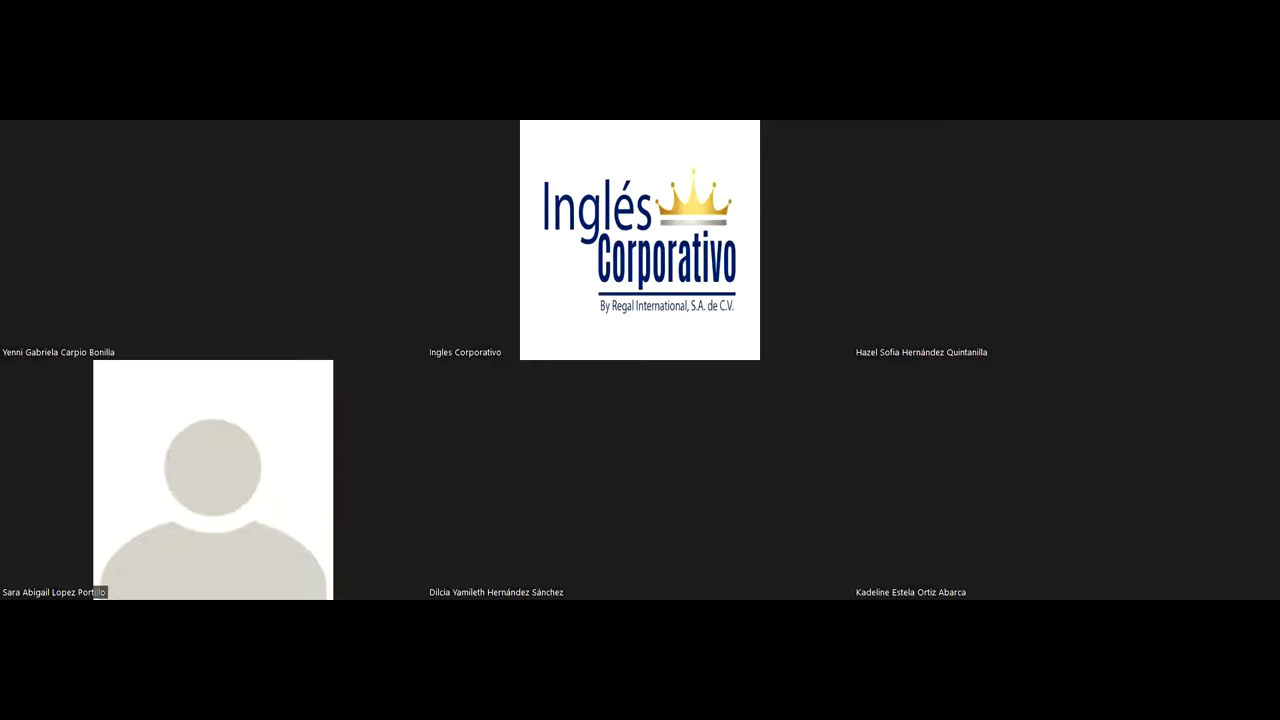 Inglés
Corporativo
By Regal International, S.A. de C.V.
Yenni Gabriela Carpio Bonilla
Ingles Corporativo
Hazel Sofia Hernández Quintanilla
Sara Abigail Lopez Portillo
Dilcia Yamileth Hernández Sánchez
Kadeline Estela Ortiz Abarca